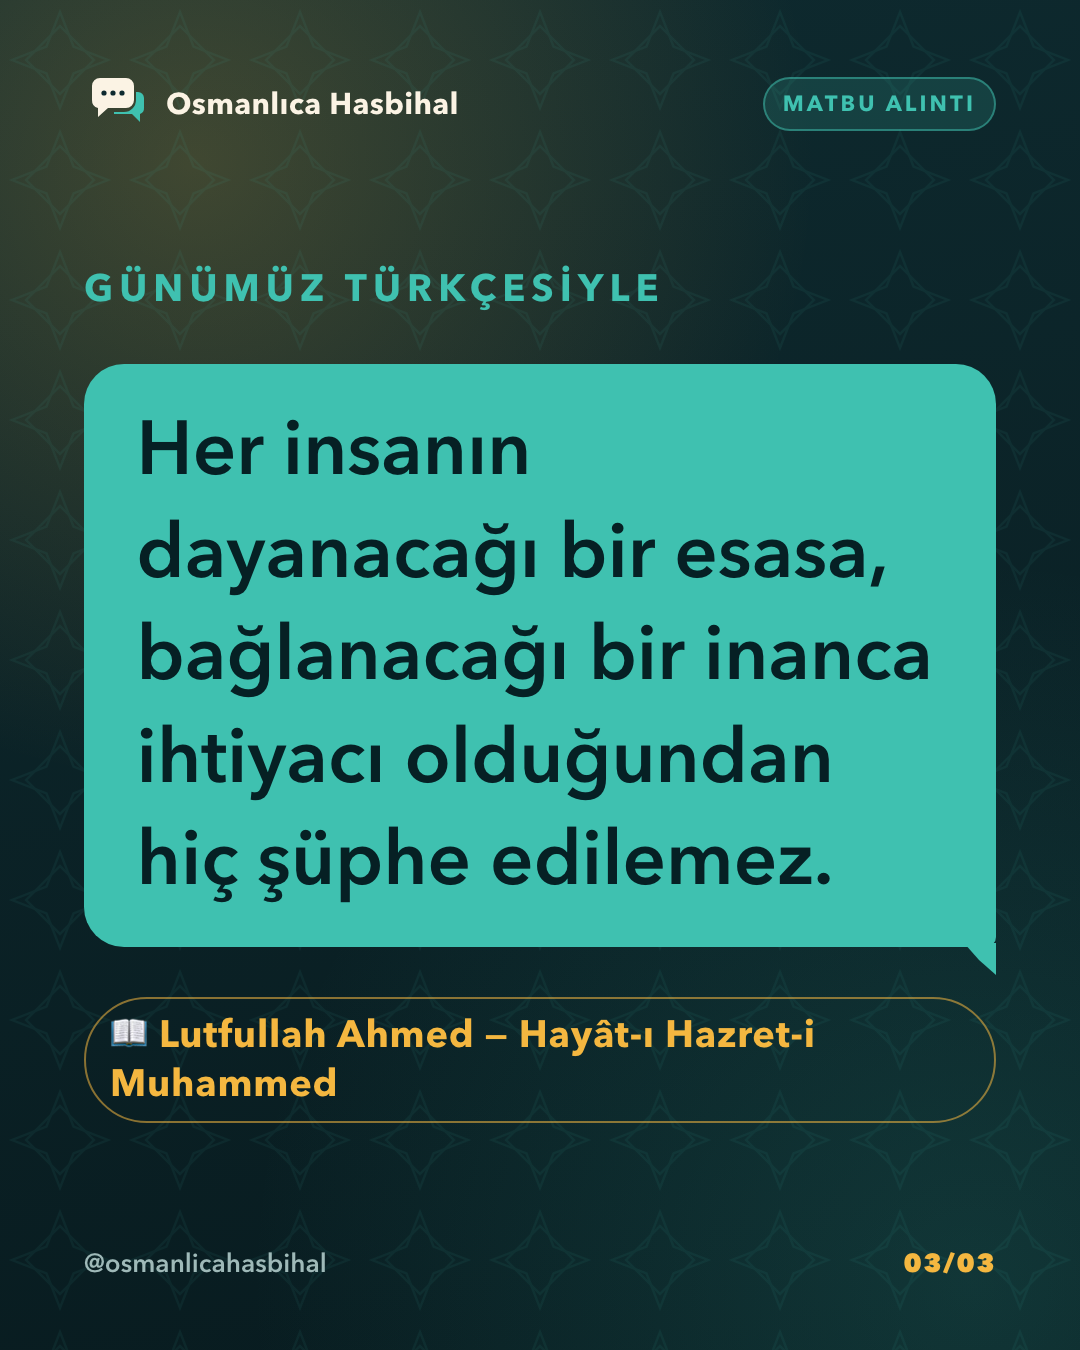 Osmanlıca Hasbihal
MATBU ALINTI
GÜNÜMÜZ TÜRKÇESİYLE
Her insanın
dayanacağı bir esasa,
bağlanacağı bir inanca
ihtiyacı olduğundan
hiç şüphe edilemez.
📖 Lutfullah Ahmed — Hayât-ı Hazret-i
Muhammed
@osmanlicahasbihal
03/03